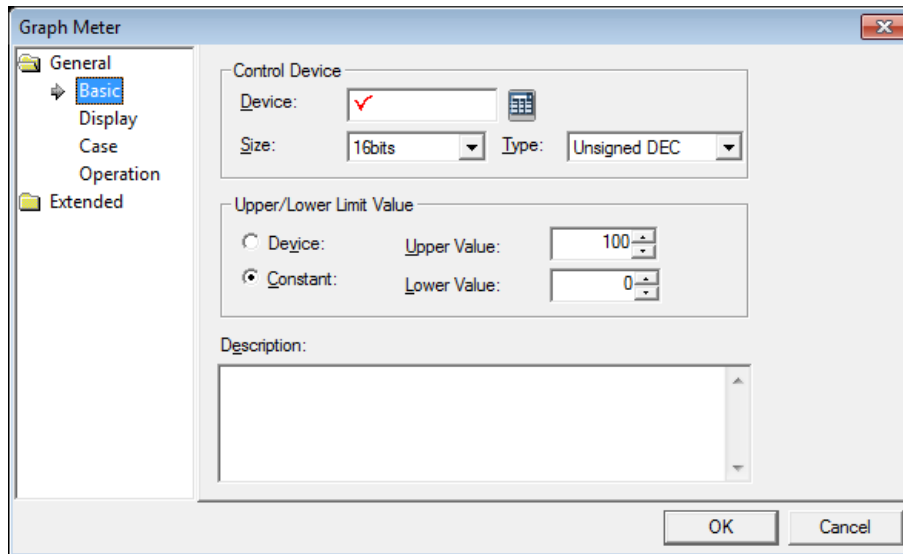 Graph Meter
General
Basic
Display
Case
Operation
Extended
Control Device
Device:
Size: 16bits Type: Unsigned DEC
Upper/Lower Limit Value
Device: Upper Value: 100
Constant: Lower Value: 0
Description:
OK Cancel